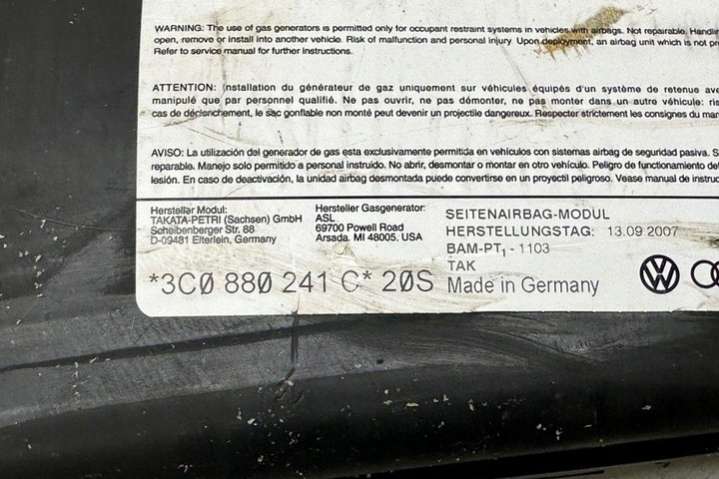 WARNING: The use of gas generators is permitted only for occupant restraint systems in vehicles with airbags. Not repairable.
open, remove or install into another vehicle. Risk of malfunction and personal injury. Upon deployment, an airbag unit which is not
Refer to service manual for further instructions.
ATTENTION: Installation du générateur de gaz uniquement sur véhicules équipés d'un système de retenue
manipulé que par personnel qualifié. Ne pas ouvrir, ne pas démonter, ne pas monter dans un autre véhicule:
cas de déclenchement, le sac gonflable non monté peut devenir un projectile dangereux. Respecter strictement les consignes du
AVISO: La utilización del generador de gas esta exclusivamente permitida en vehículos con sistemas airbag de seguridad pasiva.
reparable. Manejo solo permitido a personal instruido. No abrir, desmontar o montar en otro vehículo. Peligro de funcionamiento
lesión. En caso de deactivación, la unidad airbag desmontada puede convertirse en un proyectil peligroso. Vease manual de
Hersteller Modul:
TAKATA-PETRI (Sachsen) GmbH
Scheibenberger Str. 88
D-09481 Elterlein, Germany
Hersteller Gasgenerator:
ASL
69700 Powell Road
Armada. MI 48005. USA
SEITENAIRBAG-MODUL
HERSTELLUNGSTAG: 13.09.2007
BAM-PT₁ - 1103
TAK
*3C0 880 241 C* 20S Made in Germany